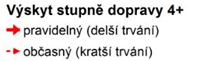 Výskyt stupně dopravy 4+
pravidelný (delší trvání)
občasný (kratší trvání)